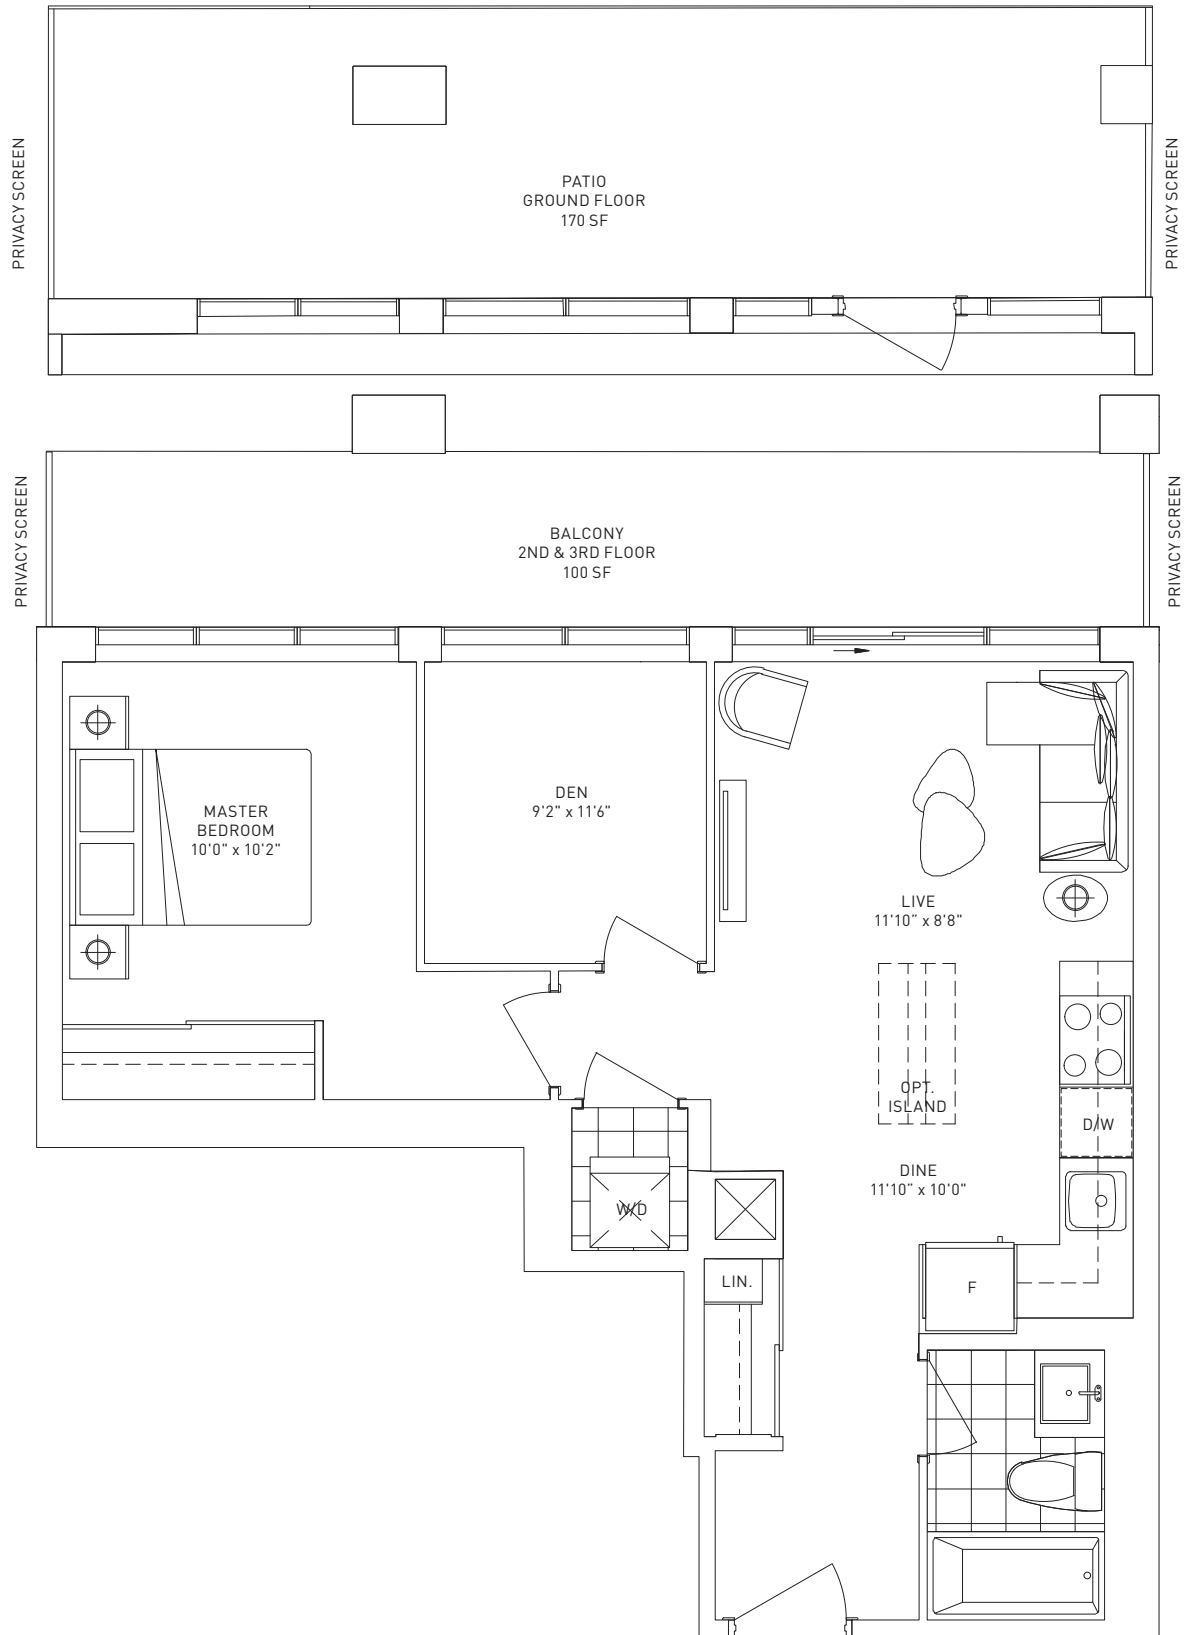 PRIVACY SCREEN
PATIO
GROUND FLOOR
170 SF
PRIVACY SCREEN
PRIVACY SCREEN
BALCONY
2ND & 3RD FLOOR
100 SF
PRIVACY SCREEN
MASTER
BEDROOM
10'0" x 10'2"
DEN
9'2" x 11'6"
LIVE
11'10" x 8'8"
OPT.
ISLAND
D/W
DINE
11'10" x 10'0"
W/D
LIN.
F